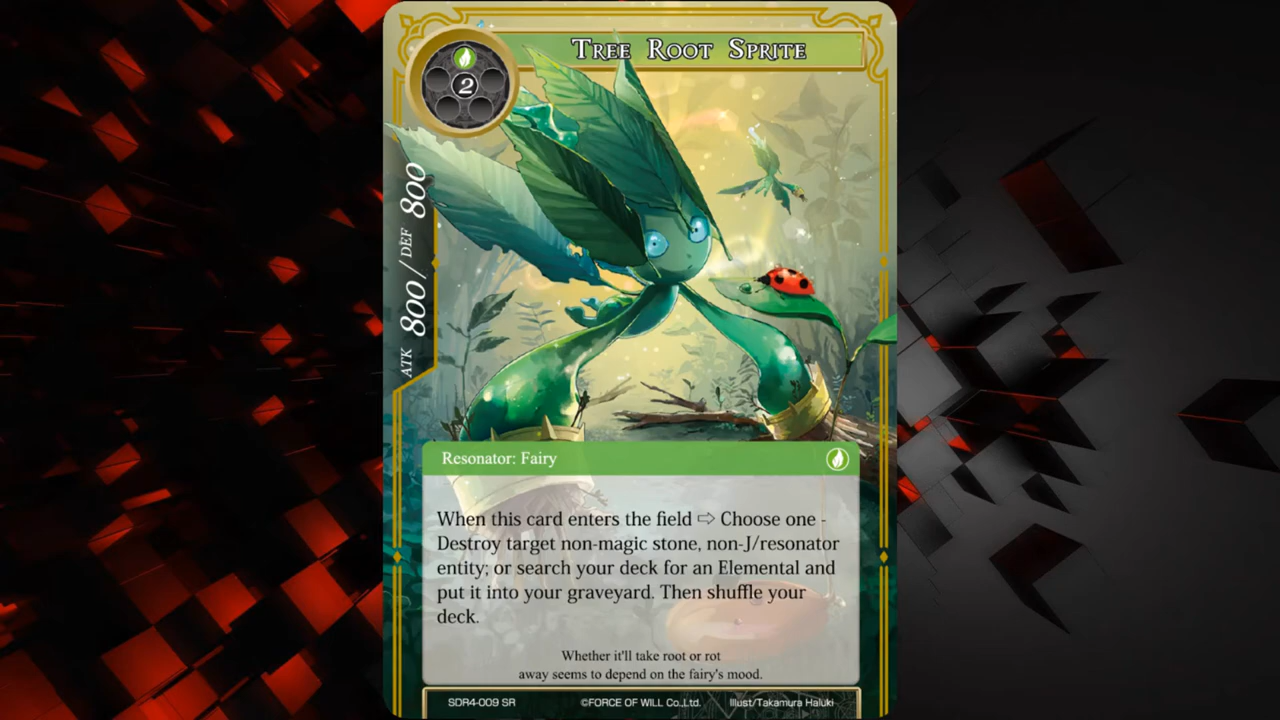 Tree Root Sprite
2
ATK 800 / DEF 800
Resonator: Fairy
When this card enters the field ⇨ Choose one -
Destroy target non-magic stone, non-J/resonator
entity; or search your deck for an Elemental and
put it into your graveyard. Then shuffle your
deck.
Whether it'll take root or rot
away seems to depend on the fairy's mood.
SDR4-009 SR ©FORCE OF WILL Co.,Ltd. Illust/Takamura Haluki